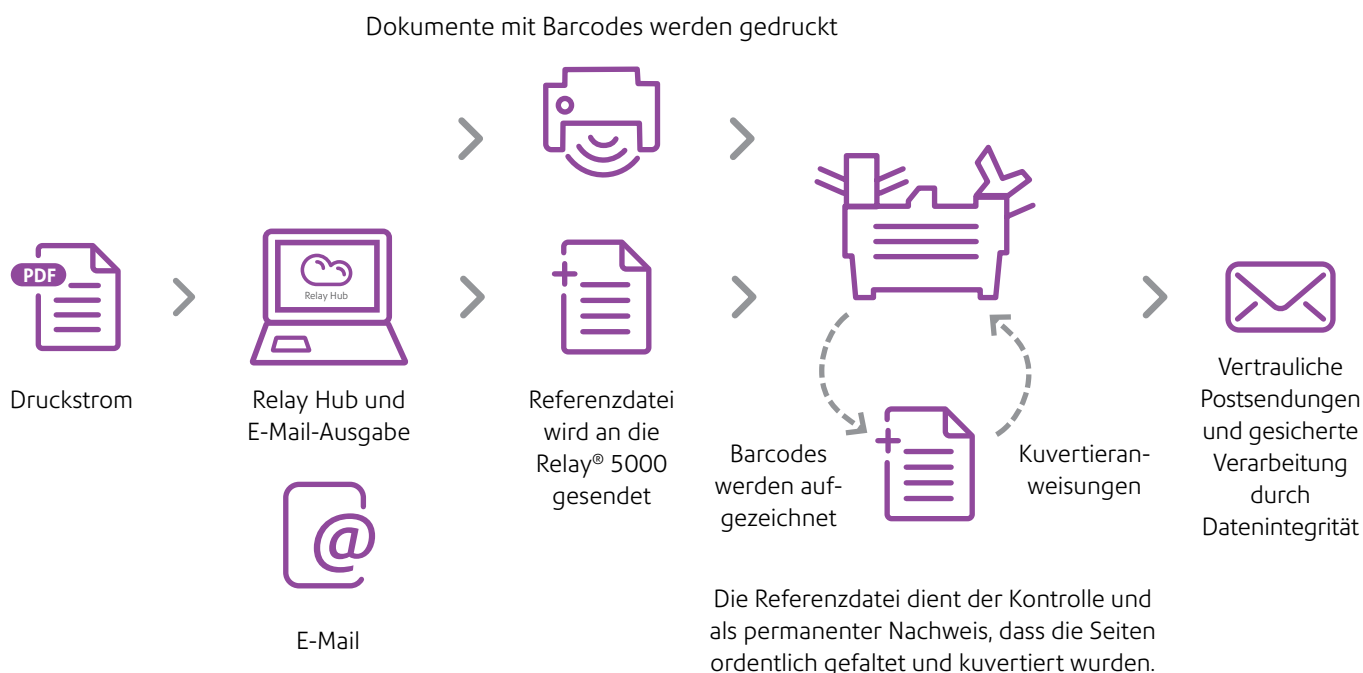 Dokumente mit Barcodes werden gedruckt
PDF
Druckstrom
Relay Hub
Relay Hub und
E-Mail-Ausgabe
@
E-Mail
Referenzdatei
wird an die
Relay® 5000
gesendet
Barcodes
werden auf-
gezeichnet
Kuvertieran-
weisungen
Die Referenzdatei dient der Kontrolle und
als permanenter Nachweis, dass die Seiten
ordentlich gefaltet und kuvertiert wurden.
Vertrauliche
Postsendungen
und gesicherte
Verarbeitung
durch
Datenintegrität